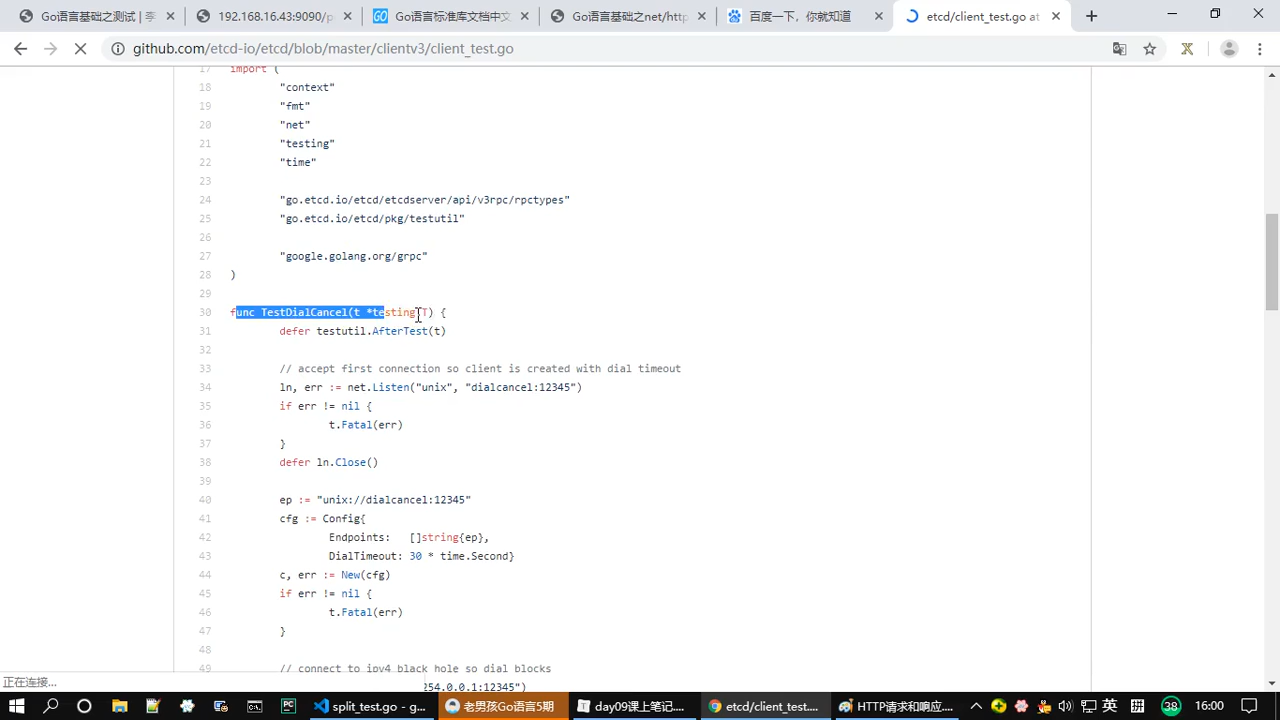 Go语言基础之测试 | 李
192.168.16.43:9090/p
Go语言标准库文档中文
Go语言基础之net/http
百度一下，你就知道
etcd/client_test.go at
github.com/etcd-io/etcd/blob/master/clientv3/client_test.go
17 import (
18 "context"
19 "fmt"
20 "net"
21 "testing"
22 "time"
23
24 "go.etcd.io/etcd/etcdserver/api/v3rpc/rpctypes"
25 "go.etcd.io/etcd/pkg/testutil"
26
27 "google.golang.org/grpc"
28 )
29
30 func TestDialCancel(t *testing.T) {
31 defer testutil.AfterTest(t)
32
33 // accept first connection so client is created with dial timeout
34 ln, err := net.Listen("unix", "dialcancel:12345")
35 if err != nil {
36 t.Fatal(err)
37 }
38 defer ln.Close()
39
40 ep := "unix://dialcancel:12345"
41 cfg := Config{
42 Endpoints: []string{ep},
43 DialTimeout: 30 * time.Second}
44 c, err := New(cfg)
45 if err != nil {
46 t.Fatal(err)
47 }
48
49 // connect to ipv4 black hole so dial blocks
正在连接...
254.0.0.1:12345")
split_test.go - g...
老男孩Go语言5期
day09课上笔记....
etcd/client_test....
HTTP请求和响应...
英
拼
38
16:00